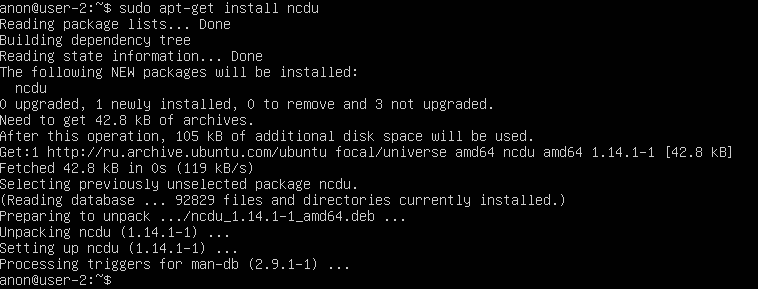 anon@user-2:~$ sudo apt-get install ncdu
Reading package lists... Done
Building dependency tree
Reading state information... Done
The following NEW packages will be installed:
  ncdu
0 upgraded, 1 newly installed, 0 to remove and 3 not upgraded.
Need to get 42.8 kB of archives.
After this operation, 105 kB of additional disk space will be used.
Get:1 http://ru.archive.ubuntu.com/ubuntu focal/universe amd64 ncdu amd64 1.14.1-1 [42.8 kB]
Fetched 42.8 kB in 0s (119 kB/s)
Selecting previously unselected package ncdu.
(Reading database ... 92829 files and directories currently installed.)
Preparing to unpack .../ncdu_1.14.1-1_amd64.deb ...
Unpacking ncdu (1.14.1-1) ...
Setting up ncdu (1.14.1-1) ...
Processing triggers for man-db (2.9.1-1) ...
anon@user-2:~$